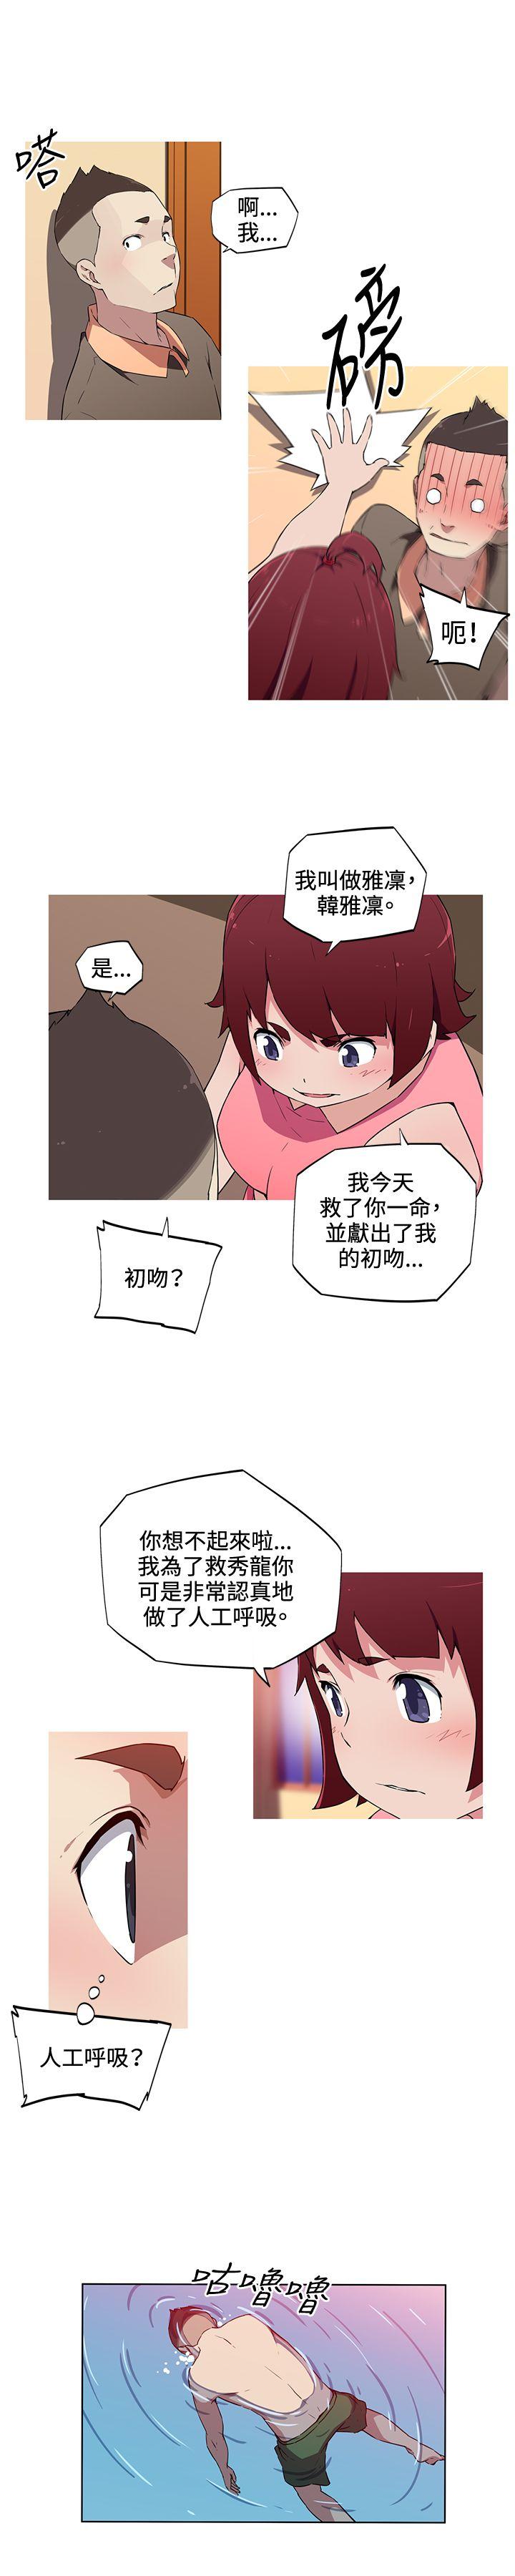 嗒
啊...
我...
磅
呃！
我叫做雅凜，
韓雅凜。
是...
我今天
救了你一命，
並獻出了我
的初吻...
初吻？
你想不起來啦...
我為了救秀龍你
可是非常認真地
做了人工呼吸。
人工呼吸？
咕嚕嚕